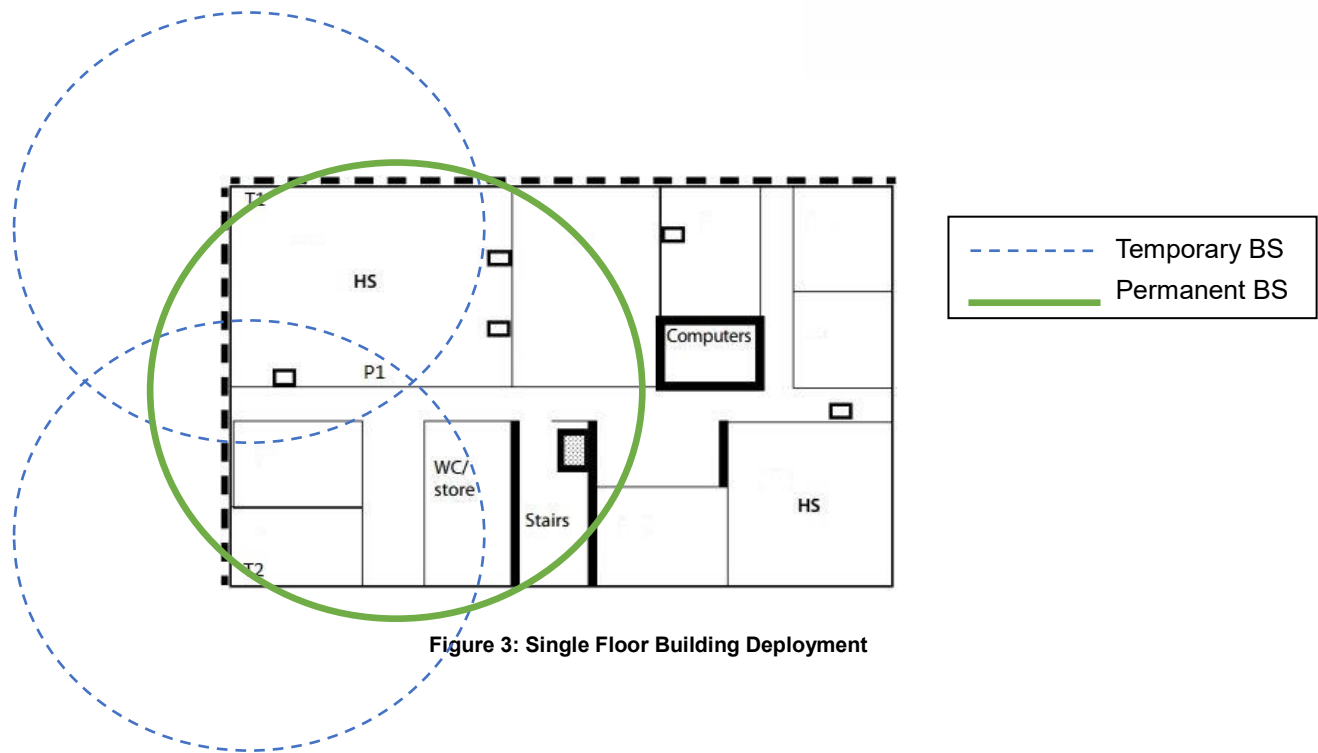 T1
HS
Computers
P1
WC/
store
Stairs
HS
T2
Temporary BS
Permanent BS
Figure 3: Single Floor Building Deployment